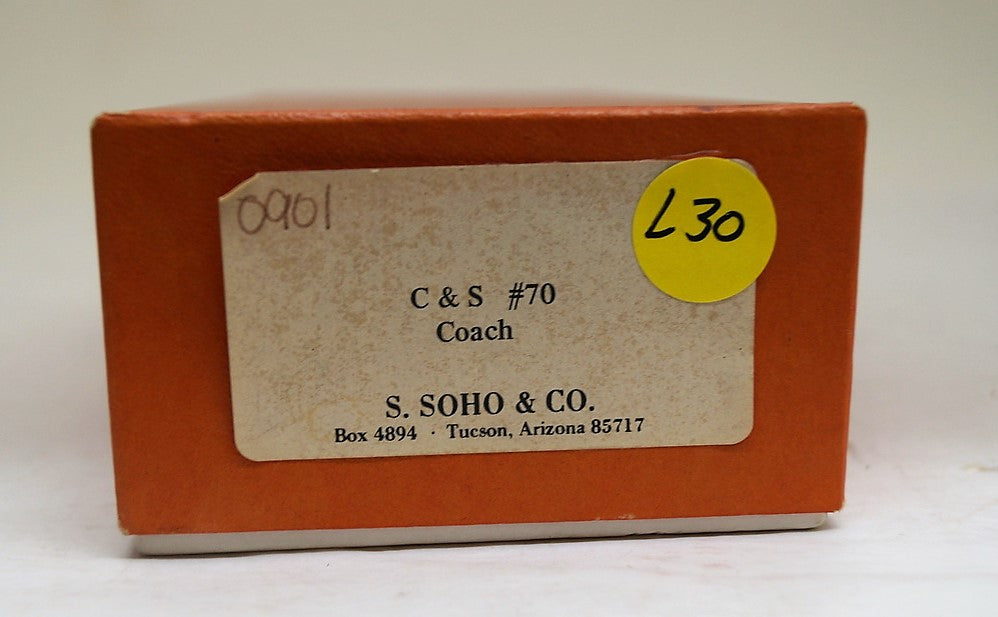 0901
L30
C & S #70
Coach
S. SOHO & CO.
Box 4894 · Tucson, Arizona 85717